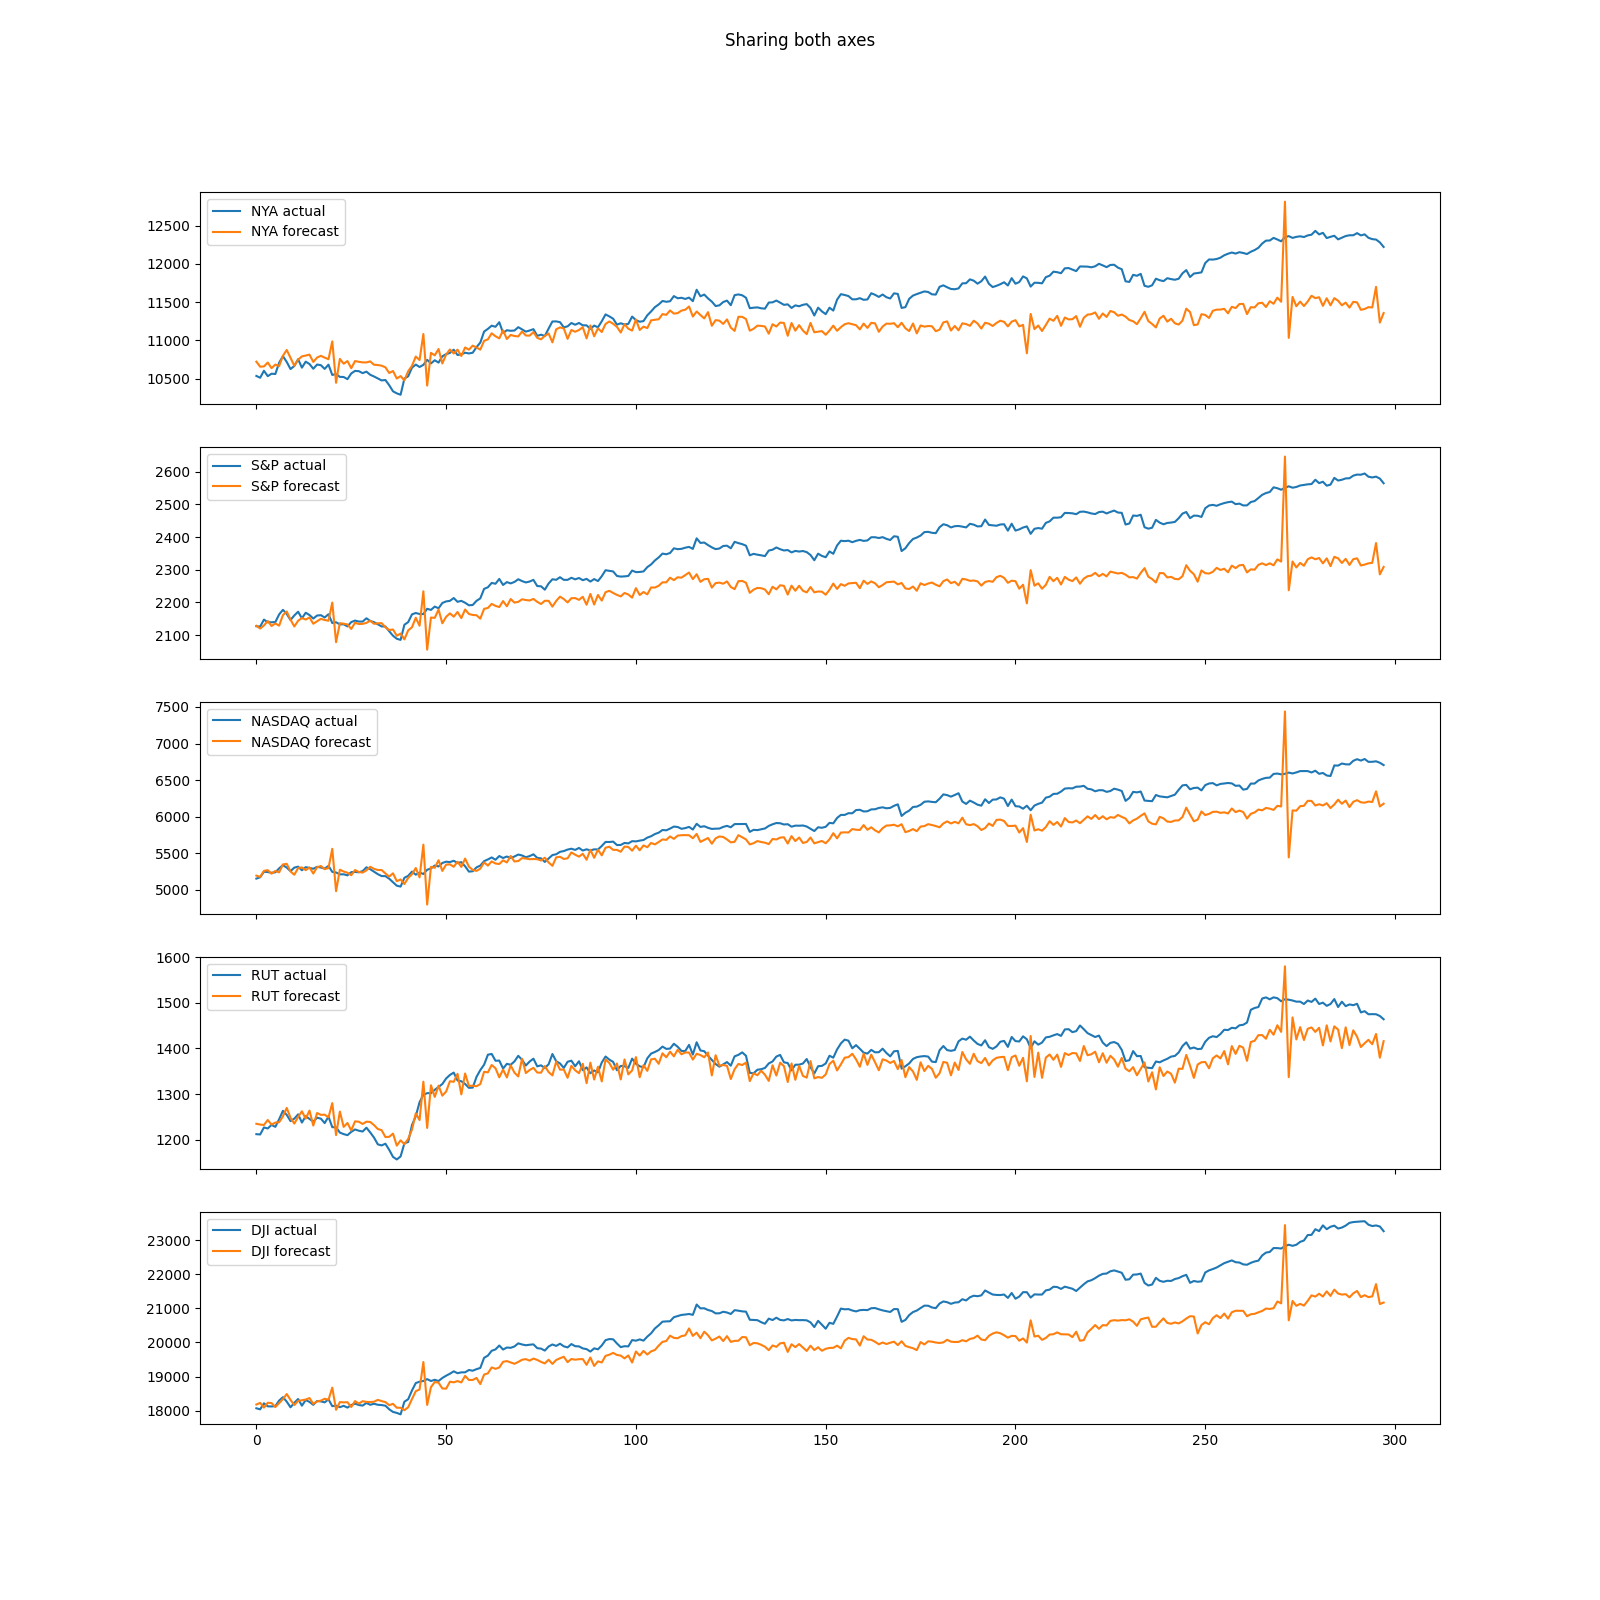 Sharing both axes
NYA actual
NYA forecast
12500
12000
11500
11000
10500
S&P actual
S&P forecast
2600
2500
2400
2300
2200
2100
NASDAQ actual
NASDAQ forecast
7500
7000
6500
6000
5500
5000
RUT actual
RUT forecast
1600
1500
1400
1300
1200
DJI actual
DJI forecast
23000
22000
21000
20000
19000
18000
0 50 100 150 200 250 300